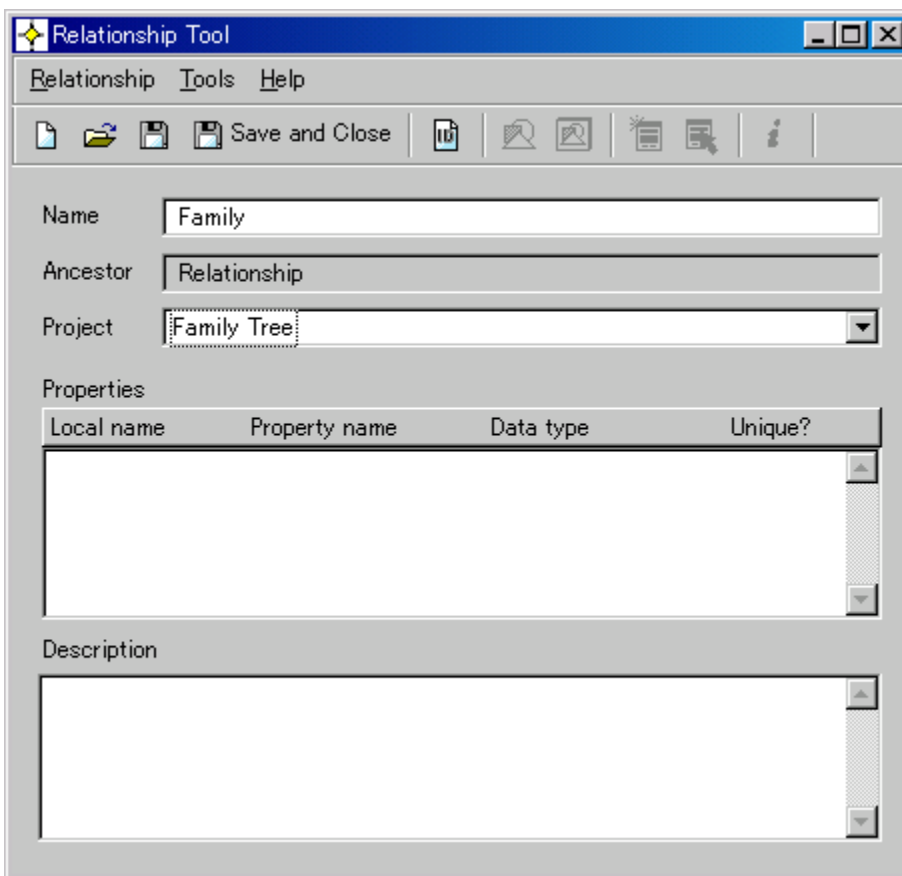 Relationship Tool
Relationship Tools Help
Save and Close
Name Family
Ancestor Relationship
Project Family Tree
Properties
Local name Property name Data type Unique?
Description